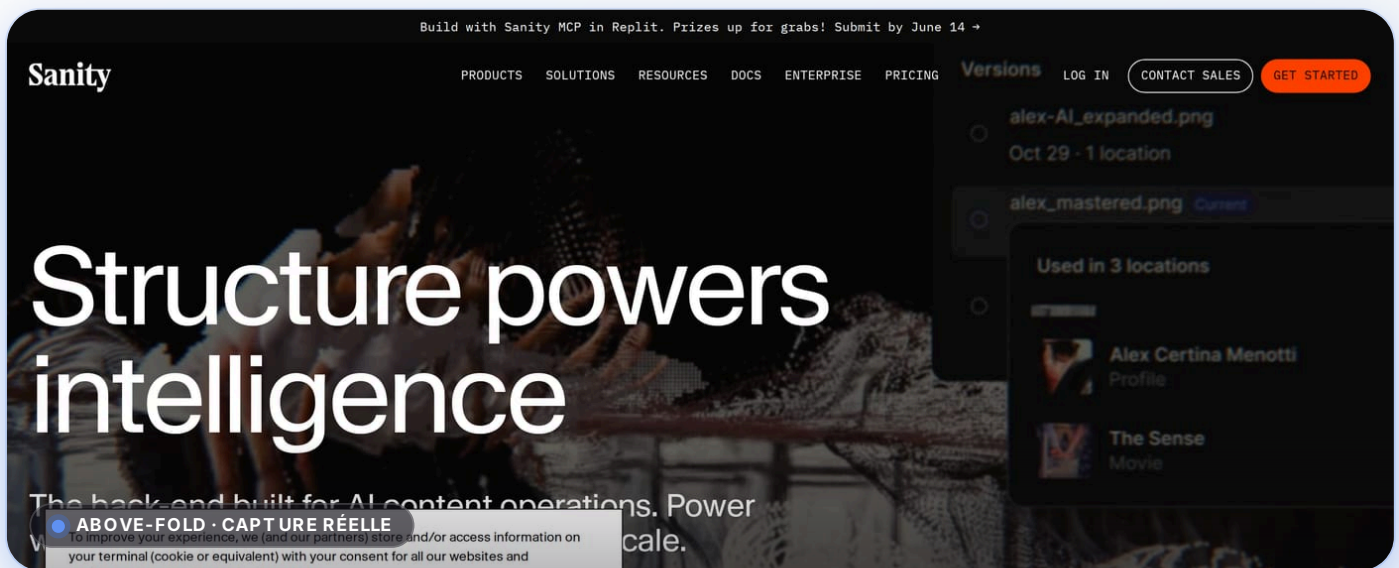 Build with Sanity MCP in Replit. Prizes up for grabs! Submit by June 14 →
Sanity
PRODUCTS SOLUTIONS RESOURCES DOCS ENTERPRISE PRICING
LOG IN CONTACT SALES GET STARTED
Versions
alex-AI_expanded.png
Oct 29 · 1 location
alex_mastered.png Current
Used in 3 locations
Alex Certina Menotti
Profile
The Sense
Movie
Structure powers
intelligence
The back-end built for AI content operations. Power
cale.
ABOVE-FOLD · CAPTURE RÉELLE
To improve your experience, we (and our partners) store and/or access information on
your terminal (cookie or equivalent) with your consent for all our websites and